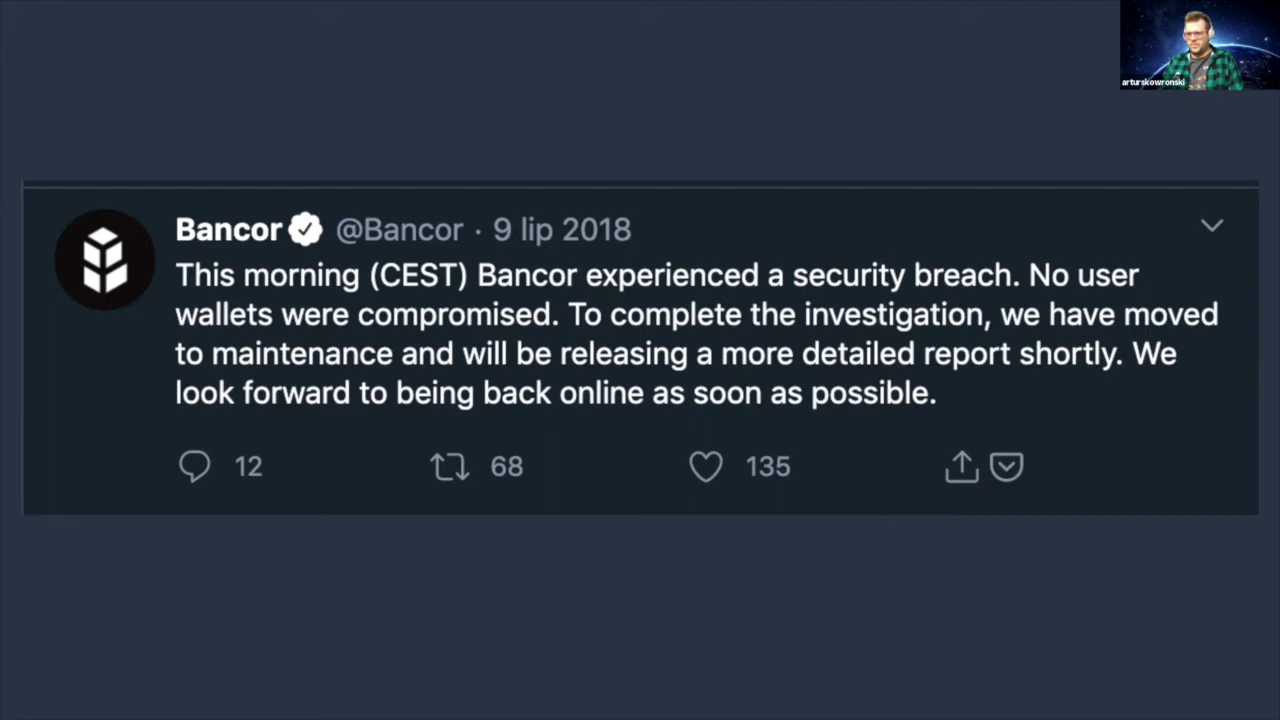 arturskowronski
Bancor @Bancor · 9 lip 2018
This morning (CEST) Bancor experienced a security breach. No user
wallets were compromised. To complete the investigation, we have moved
to maintenance and will be releasing a more detailed report shortly. We
look forward to being back online as soon as possible.
12 68 135